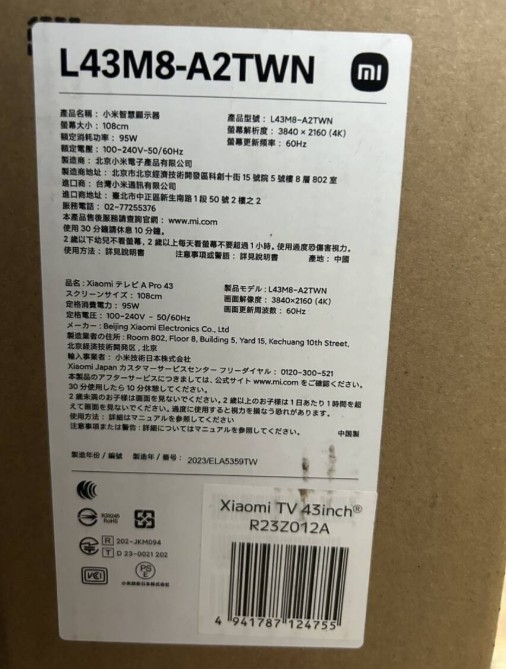 L43M8-A2TWN
mi
產品名稱：小米智慧顯示器
產品型號：L43M8-A2TWN
螢幕大小：108cm
螢幕解析度：3840 × 2160 (4K)
額定消耗功率：95W
螢幕更新頻率：60Hz
額定電壓：100-240V-50/60Hz
製造商：北京小米電子產品有限公司
製造商地址：北京市北京經濟技術開發區科創十街 15 號院 5 號樓 8 層 802 室
進口商：台灣小米通訊有限公司
進口商地址：臺北市中正區新生南路 1 段 50 號 2 樓之 2
服務電話：02-77255376
本產品售後服務請查詢官網：www.mi.com
使用 30 分鐘請休息 10 分鐘。
2 歲以下幼兒不看螢幕、2 歲以上每天看螢幕不要超過 1 小時。使用過度恐傷害視力。
使用方法：詳見說明書
注意事項或警語：詳見說明書
產地：中國
品名：Xiaomi テレビ A Pro 43
製品モデル：L43M8-A2TWN
スクリーンサイズ：108cm
画面解像度：3840×2160 (4K)
定格消費電力：95W
画面更新周波数：60Hz
定格電圧：100-240V ~ 50/60Hz
メーカー：Beijing Xiaomi Electronics Co., Ltd
製造業者の住所：Room 802, Floor 8, Building 5, Yard 15, Kechuang 10th Street,
北京経済技術開発区, 北京
輸入事業者：小米技術日本株式会社
Xiaomi Japan カスタマーサービスセンター フリーダイヤル：0120-300-521
本製品のアフターサービスにつきましては、公式サイト www.mi.com をご確認ください。
30 分使用したら 10 分休憩してください。
2 歳未満のお子様は画面を見ないでください。2 歳以上のお子様は 1 日あたり 1 時間を超
えて画面を見ないでください。過度に使用すると視力を損なう恐れがあります。
使用方法：詳細はマニュアルを参照してください
注意事項または警告：詳細についてはマニュアルを参照してください
中国製
製造年份 / 編號 製造年 / 番号：2023/ELA5359TW
RoHS
R 202-JKM094
T D 23-0021 202
VCCI
PS
E
小米技術日本株式会社
Xiaomi TV 43inch®
R23Z012A
4 941787 124755